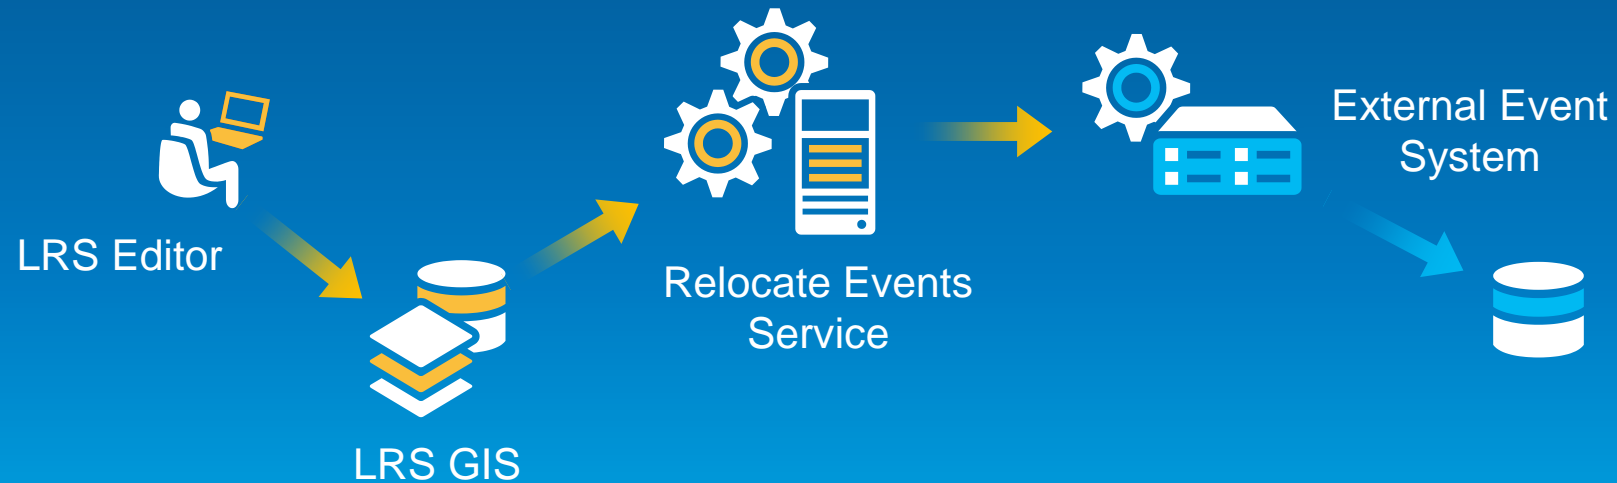 LRS Editor
LRS GIS
Relocate Events
Service
External Event
System